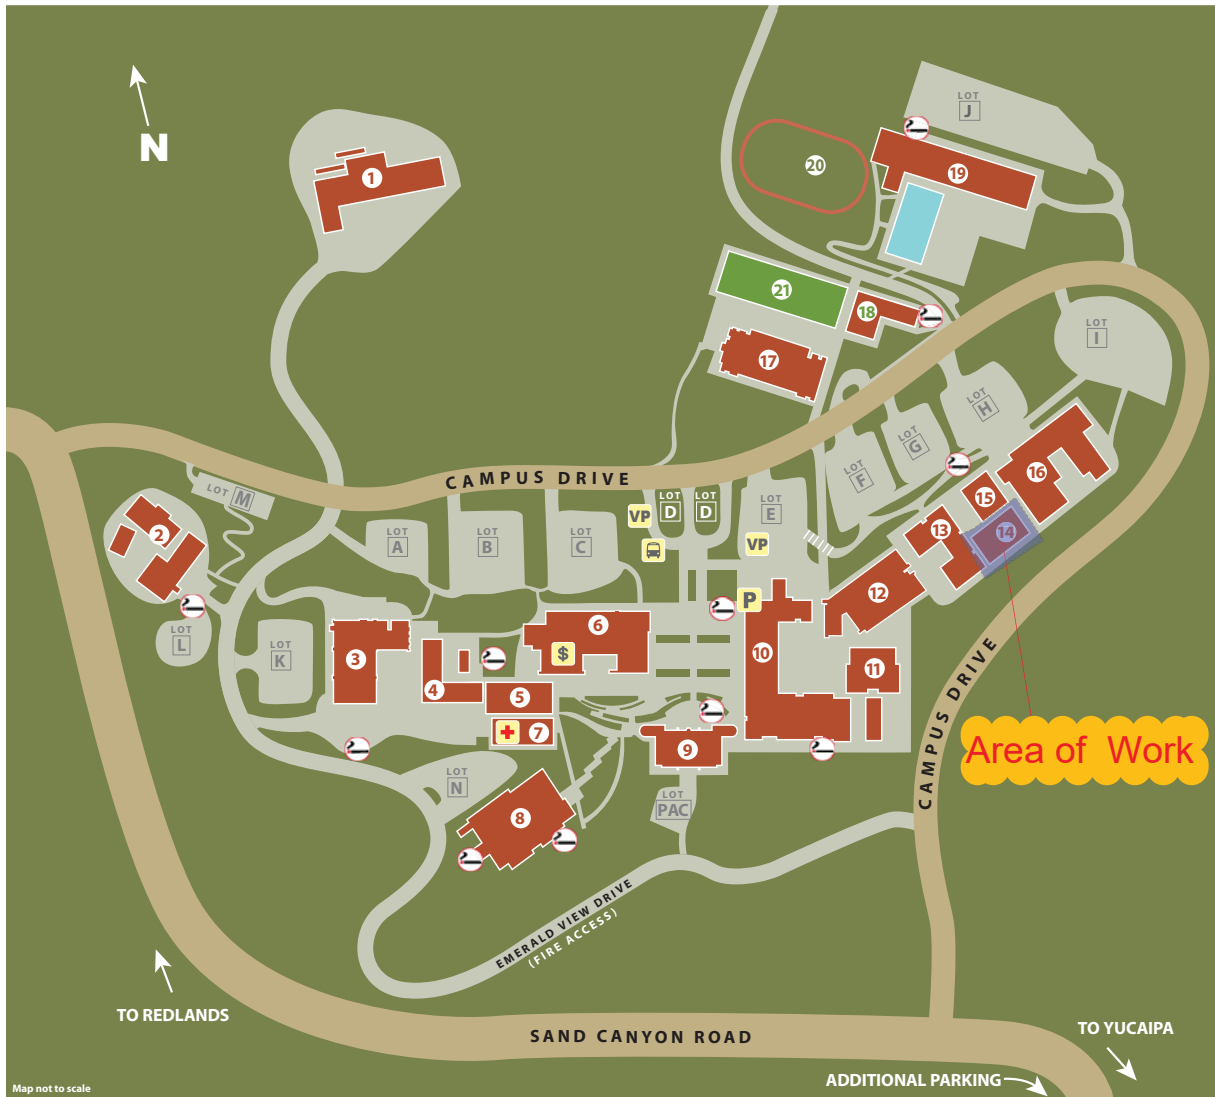 N
1
LOT
J
19
20
21
18
17
LOT
I
LOT
H
LOT
G
LOT
F
16
15
14
13
12
CAMPUS DRIVE
LOT M
2
LOT
A
LOT
B
LOT
C
VP
LOT
D
LOT
D
LOT
E
VP
P
LOT
L
LOT
K
3
4
5
6
$
7
10
11
9
LOT
N
8
LOT
PAC
CAMPUS DRIVE
Area of Work
EMERALD VIEW DRIVE
(FIRE ACCESS)
TO REDLANDS
SAND CANYON ROAD
TO YUCAIPA
ADDITIONAL PARKING
Map not to scale